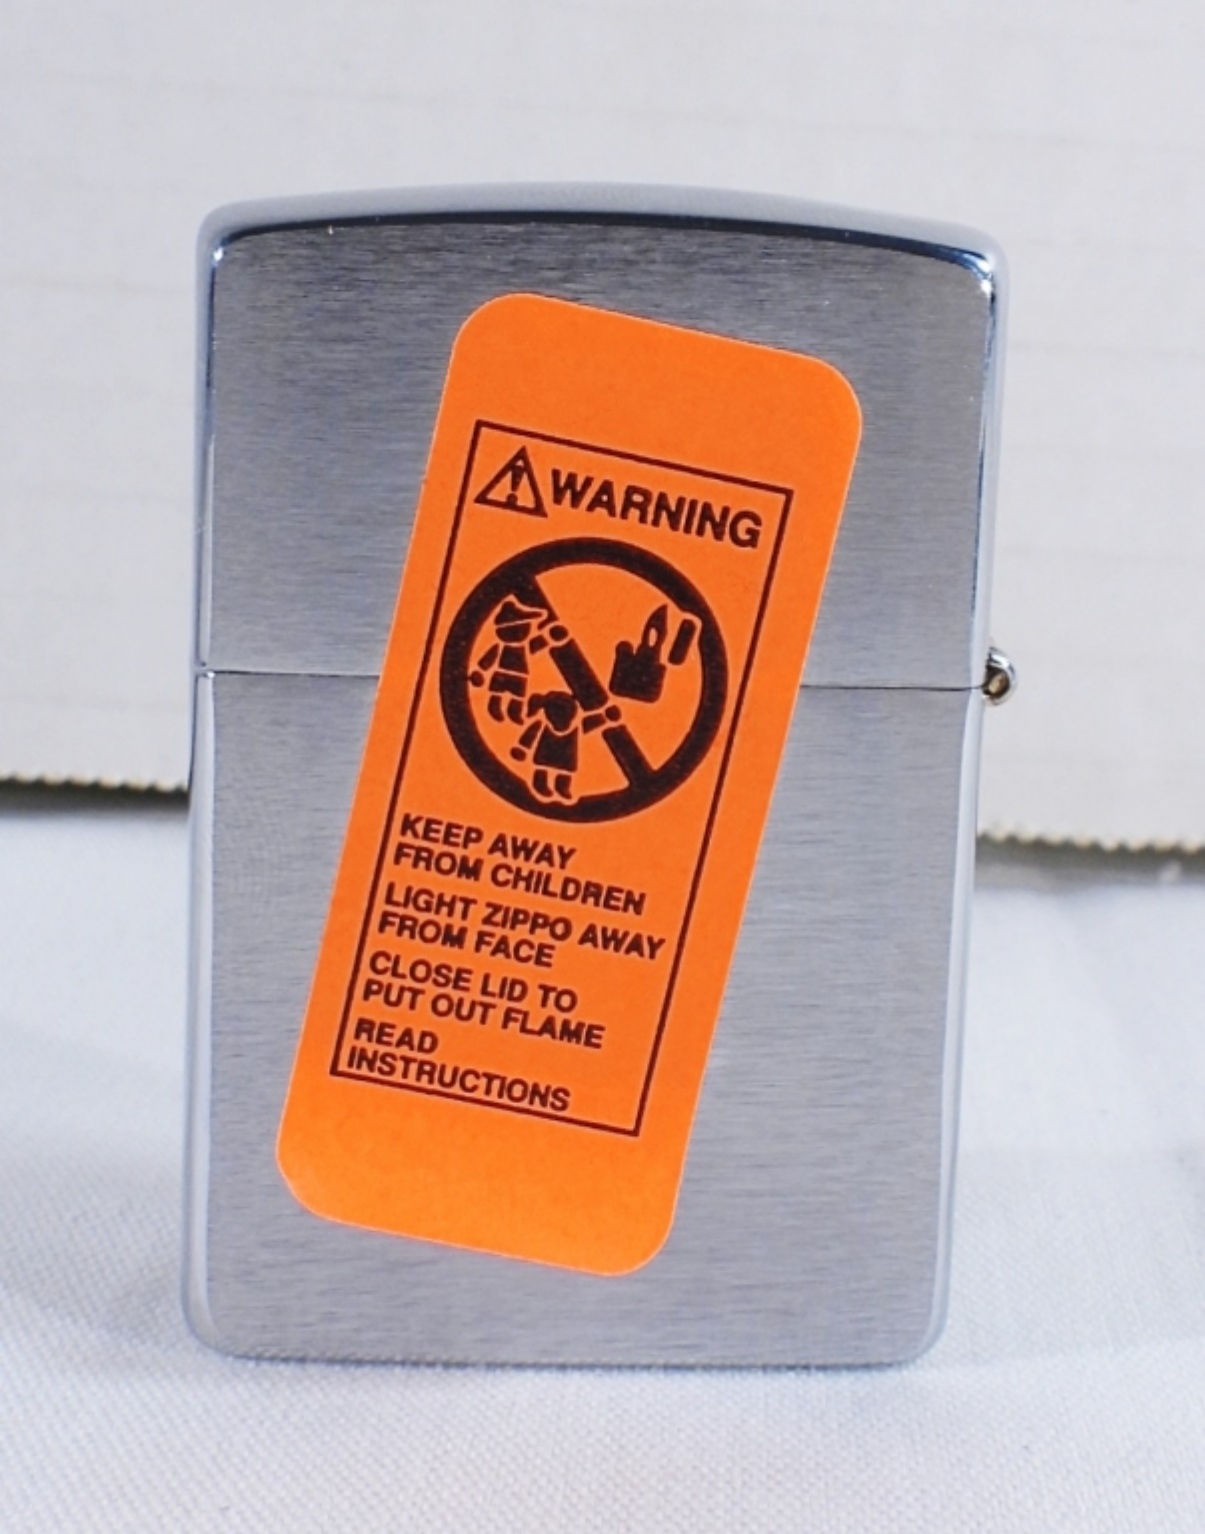 WARNING
KEEP AWAY
FROM CHILDREN
LIGHT ZIPPO AWAY
FROM FACE
CLOSE LID TO
PUT OUT FLAME
READ
INSTRUCTIONS